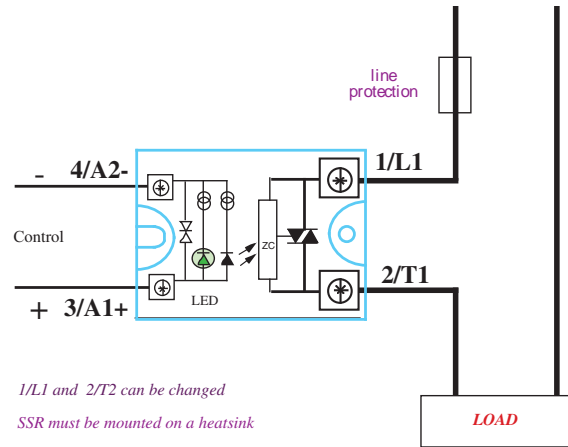 line
protection
1/L1
- 4/A2-
ZC
Control
LED
2/T1
+ 3/A1+
1/L1 and 2/T2 can be changed
SSR must be mounted on a heatsink
LOAD